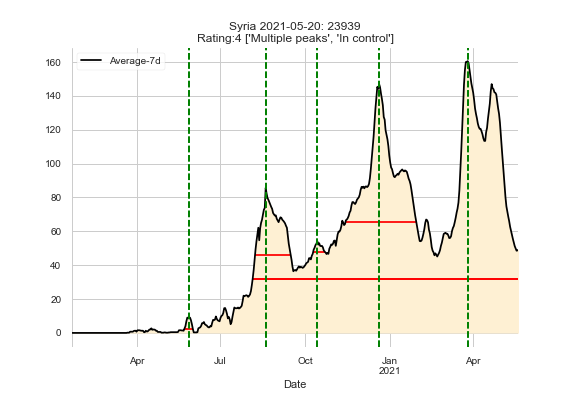 Syria 2021-05-20: 23939
Rating:4 ['Multiple peaks', 'In control']
Average-7d
160
140
120
100
80
60
40
20
0
Apr
Jul
Oct
Jan
2021
Apr
Date